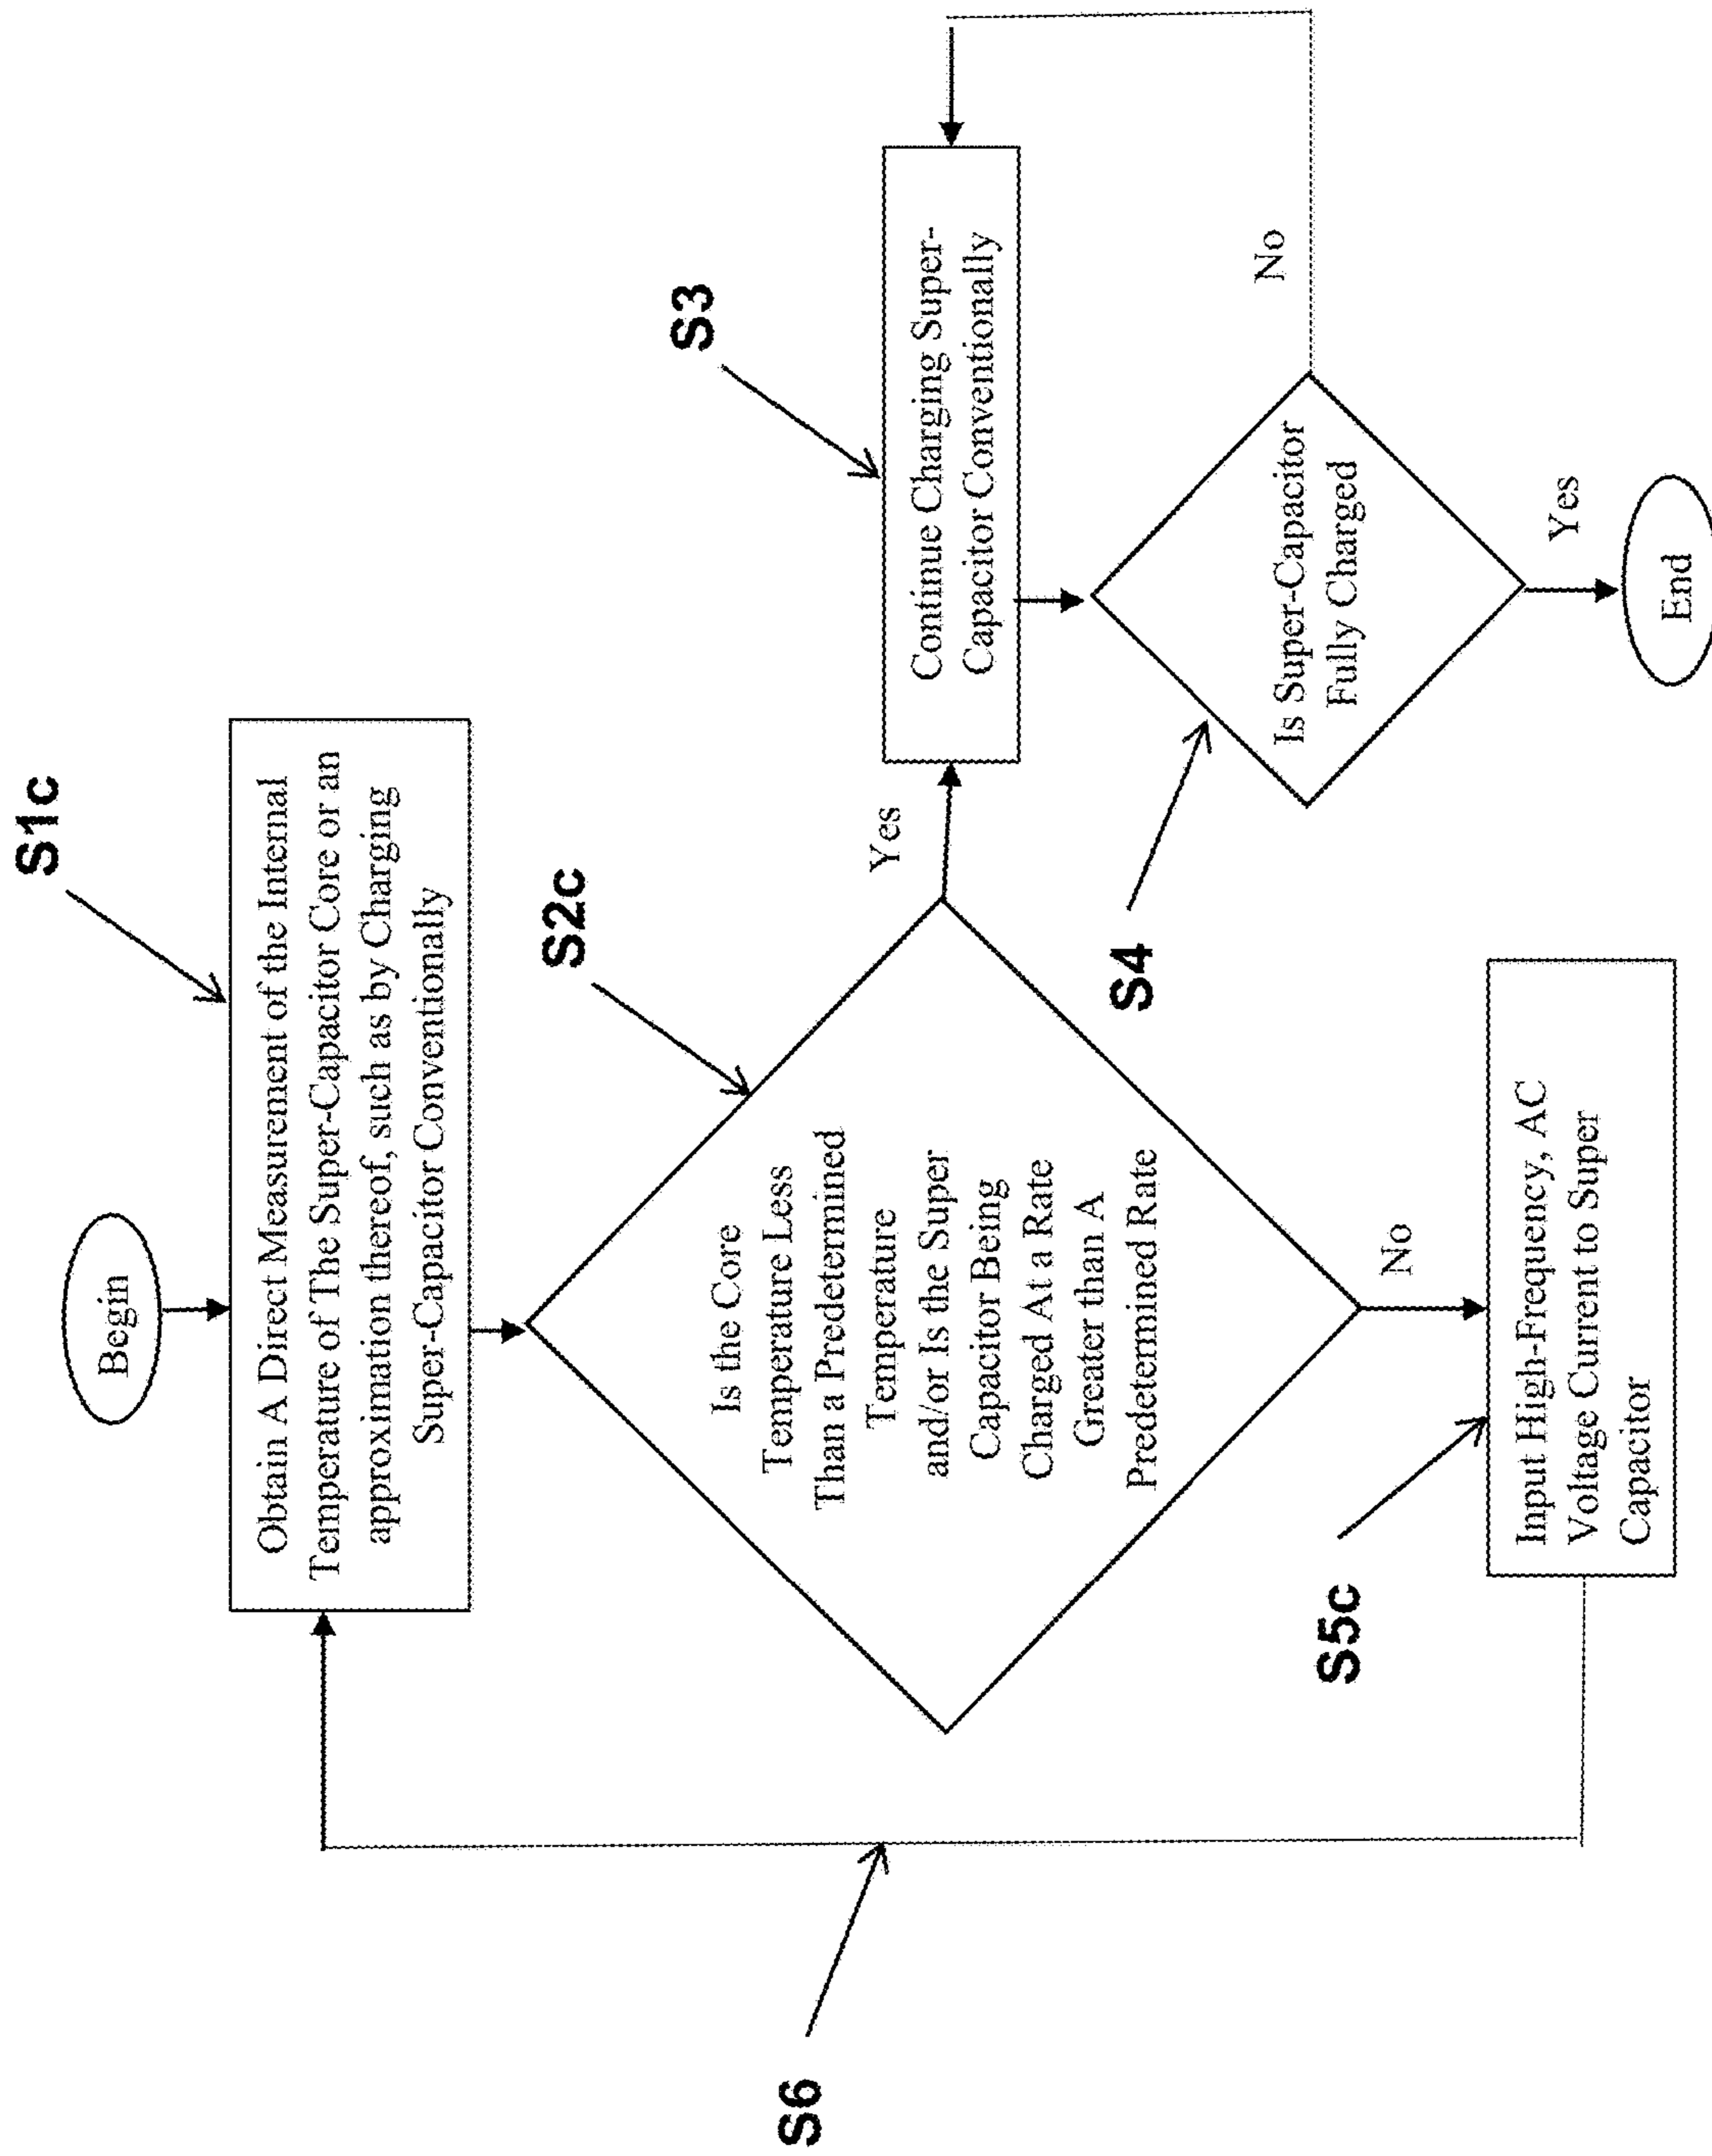 Begin
S1c
Obtain A Direct Measurement of the Internal
Temperature of The Super-Capacitor Core or an
approximation thereof, such as by Charging
Super-Capacitor Conventionally
S2c
Is the Core
Temperature Less
Than a Predetermined
Temperature
and/or Is the Super
Capacitor Being
Charged At a Rate
Greater than A
Predetermined Rate
Yes
S3
Continue Charging Super-
Capacitor Conventionally
S4
Is Super-Capacitor
Fully Charged
No
Yes
End
No
S5c
Input High-Frequency, AC
Voltage Current to Super
Capacitor
S6